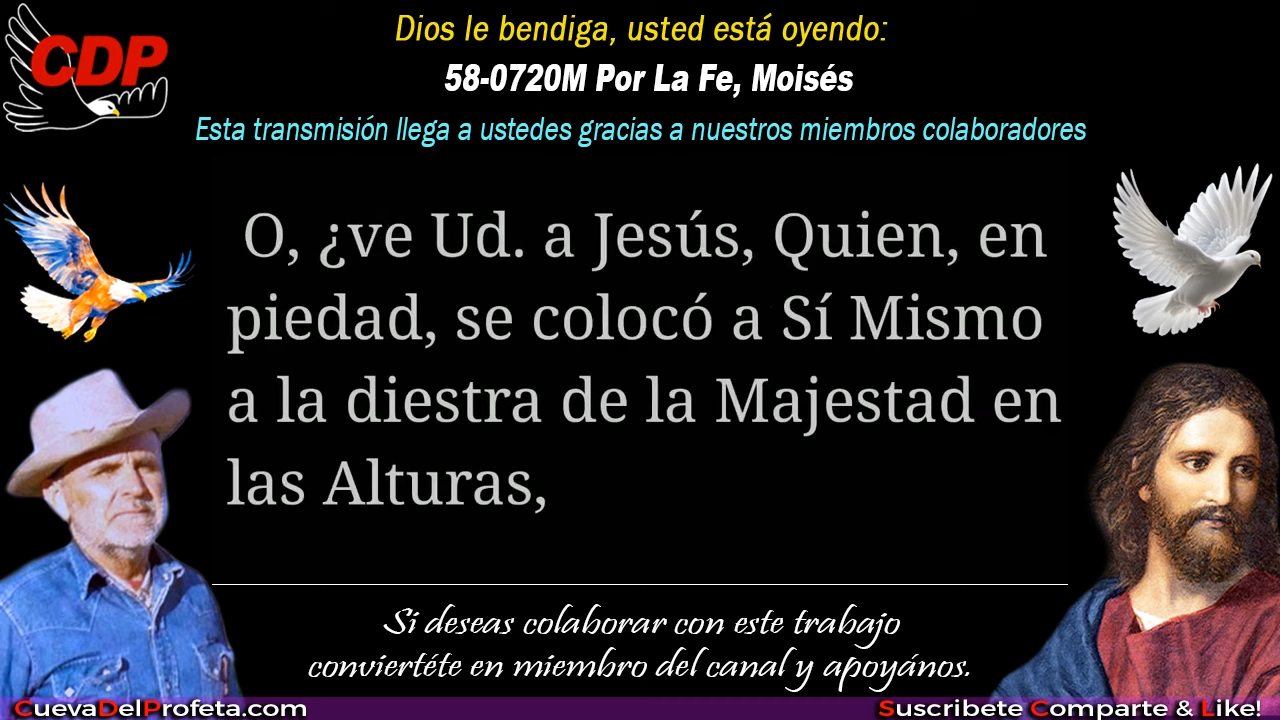 CDP
Dios le bendiga, usted está oyendo:
58-0720M Por La Fe, Moisés
Esta transmisión llega a ustedes gracias a nuestros miembros colaboradores
O, ¿ve Ud. a Jesús, Quien, en
piedad, se colocó a Sí Mismo
a la diestra de la Majestad en
las Alturas,
Si deseas colaborar con este trabajo
conviertéte en miembro del canal y apoyános.
CuevaDelProfeta.com
Suscribete Comparte & Like!